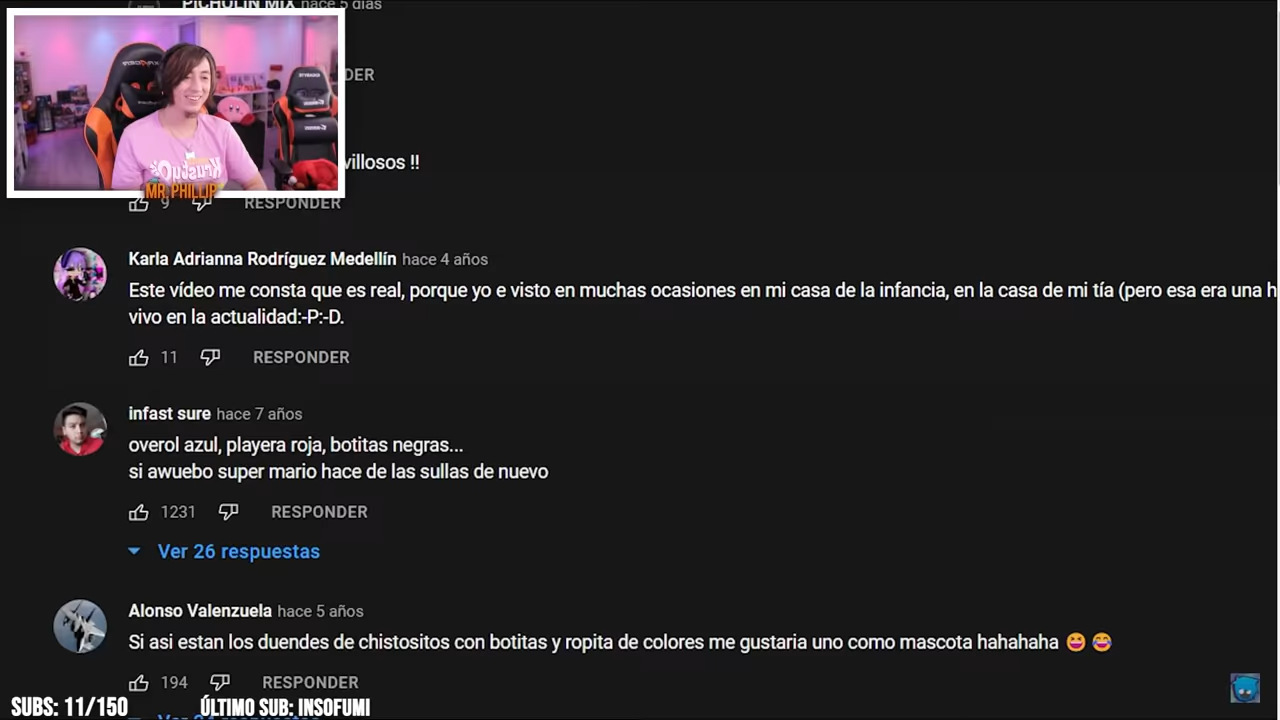 PICHOLIN MIX hace 5 días
DER
villosos !!
MR. PHILLIP
9 RESPONDER
Karla Adrianna Rodríguez Medellín hace 4 años
Este vídeo me consta que es real, porque yo e visto en muchas ocasiones en mi casa de la infancia, en la casa de mi tía (pero esa era una h
vivo en la actualidad:-P:-D.
11 RESPONDER
infast sure hace 7 años
overol azul, playera roja, botitas negras...
si awuebo super mario hace de las sullas de nuevo
1231 RESPONDER
Ver 26 respuestas
Alonso Valenzuela hace 5 años
Si asi estan los duendes de chistositos con botitas y ropita de colores me gustaria uno como mascota hahahaha 😆 😂
194 RESPONDER
SUBS: 11/150 ÚLTIMO SUB: INSOFUMI